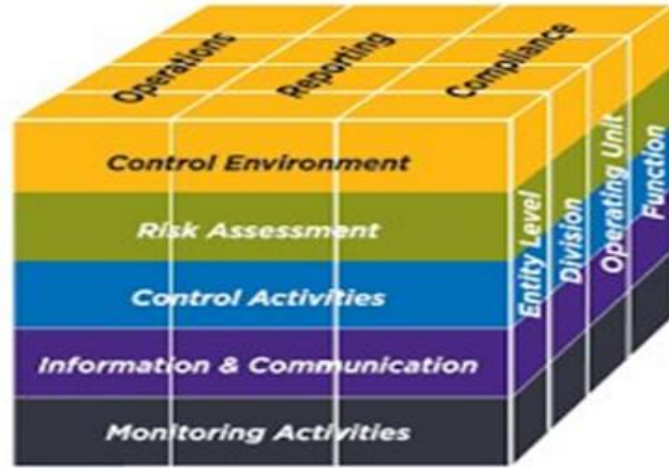 Operations
Reporting
Compliance
Control Environment
Risk Assessment
Control Activities
Information & Communication
Monitoring Activities
Entity Level
Division
Operating Unit
Function